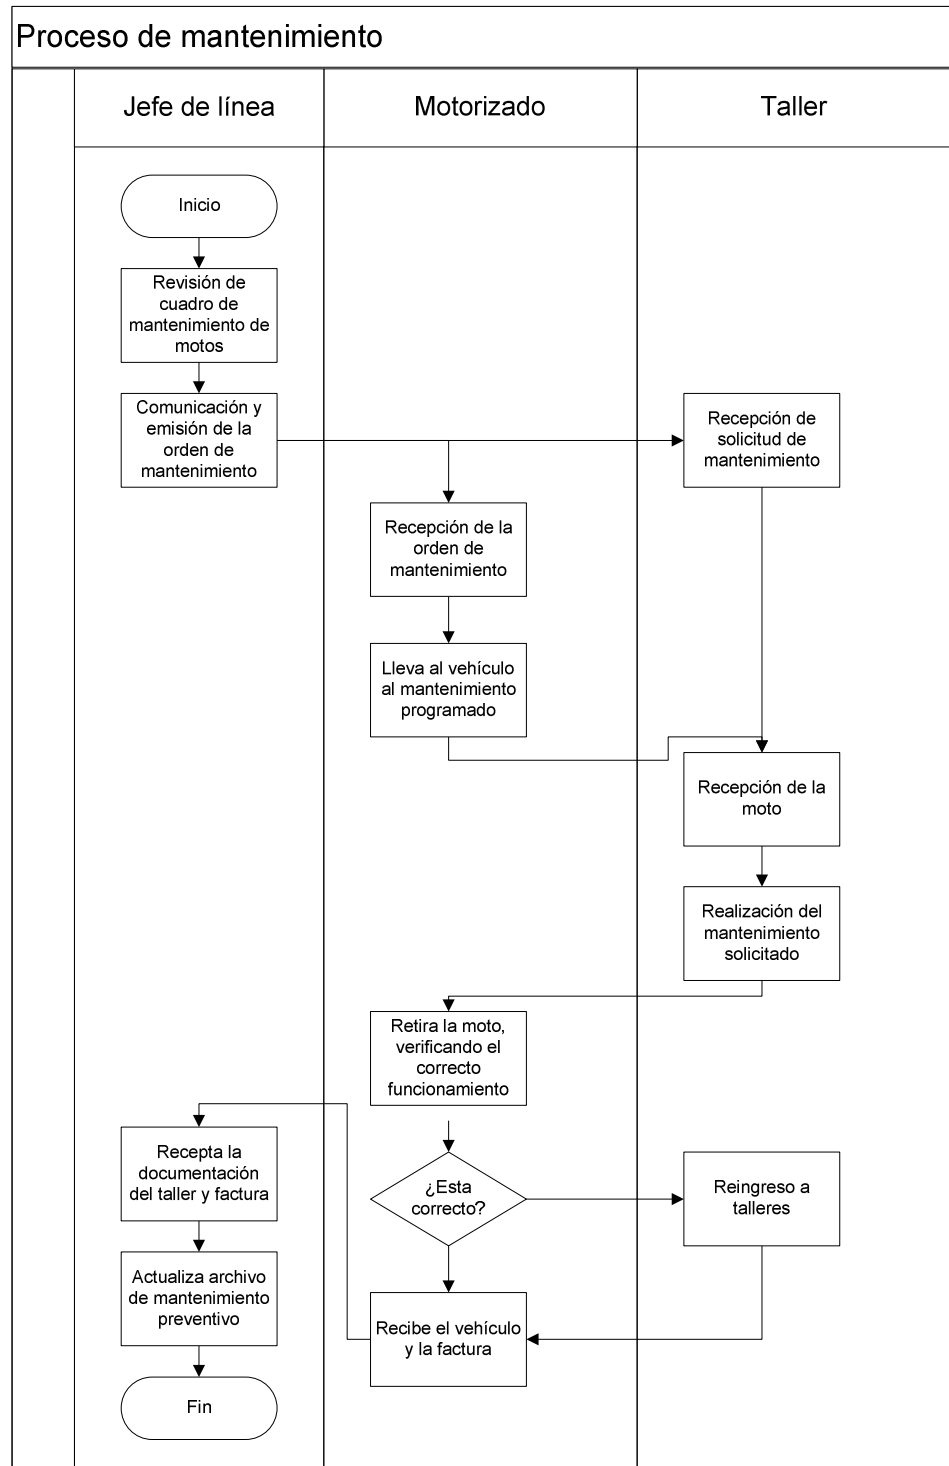 Proceso de mantenimiento
Jefe de línea
Motorizado
Taller
Inicio
Revisión de
cuadro de
mantenimiento de
motos
Comunicación y
emisión de la
orden de
mantenimiento
Recepción de
solicitud de
mantenimiento
Recepción de la
orden de
mantenimiento
Lleva al vehículo
al mantenimiento
programado
Recepción de la
moto
Realización del
mantenimiento
solicitado
Retira la moto,
verificando el
correcto
funcionamiento
Recepta la
documentación
del taller y factura
¿Esta
correcto?
Reingreso a
talleres
Actualiza archivo
de mantenimiento
preventivo
Recibe el vehículo
y la factura
Fin